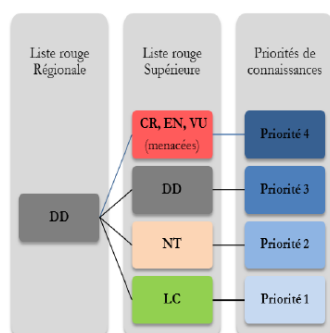 Liste rouge
Régionale
Liste rouge
Supérieure
Priorités de
connaissances
CR, EN, VU
(menacées)
Priorité 4
DD
DD
Priorité 3
NT
Priorité 2
LC
Priorité 1